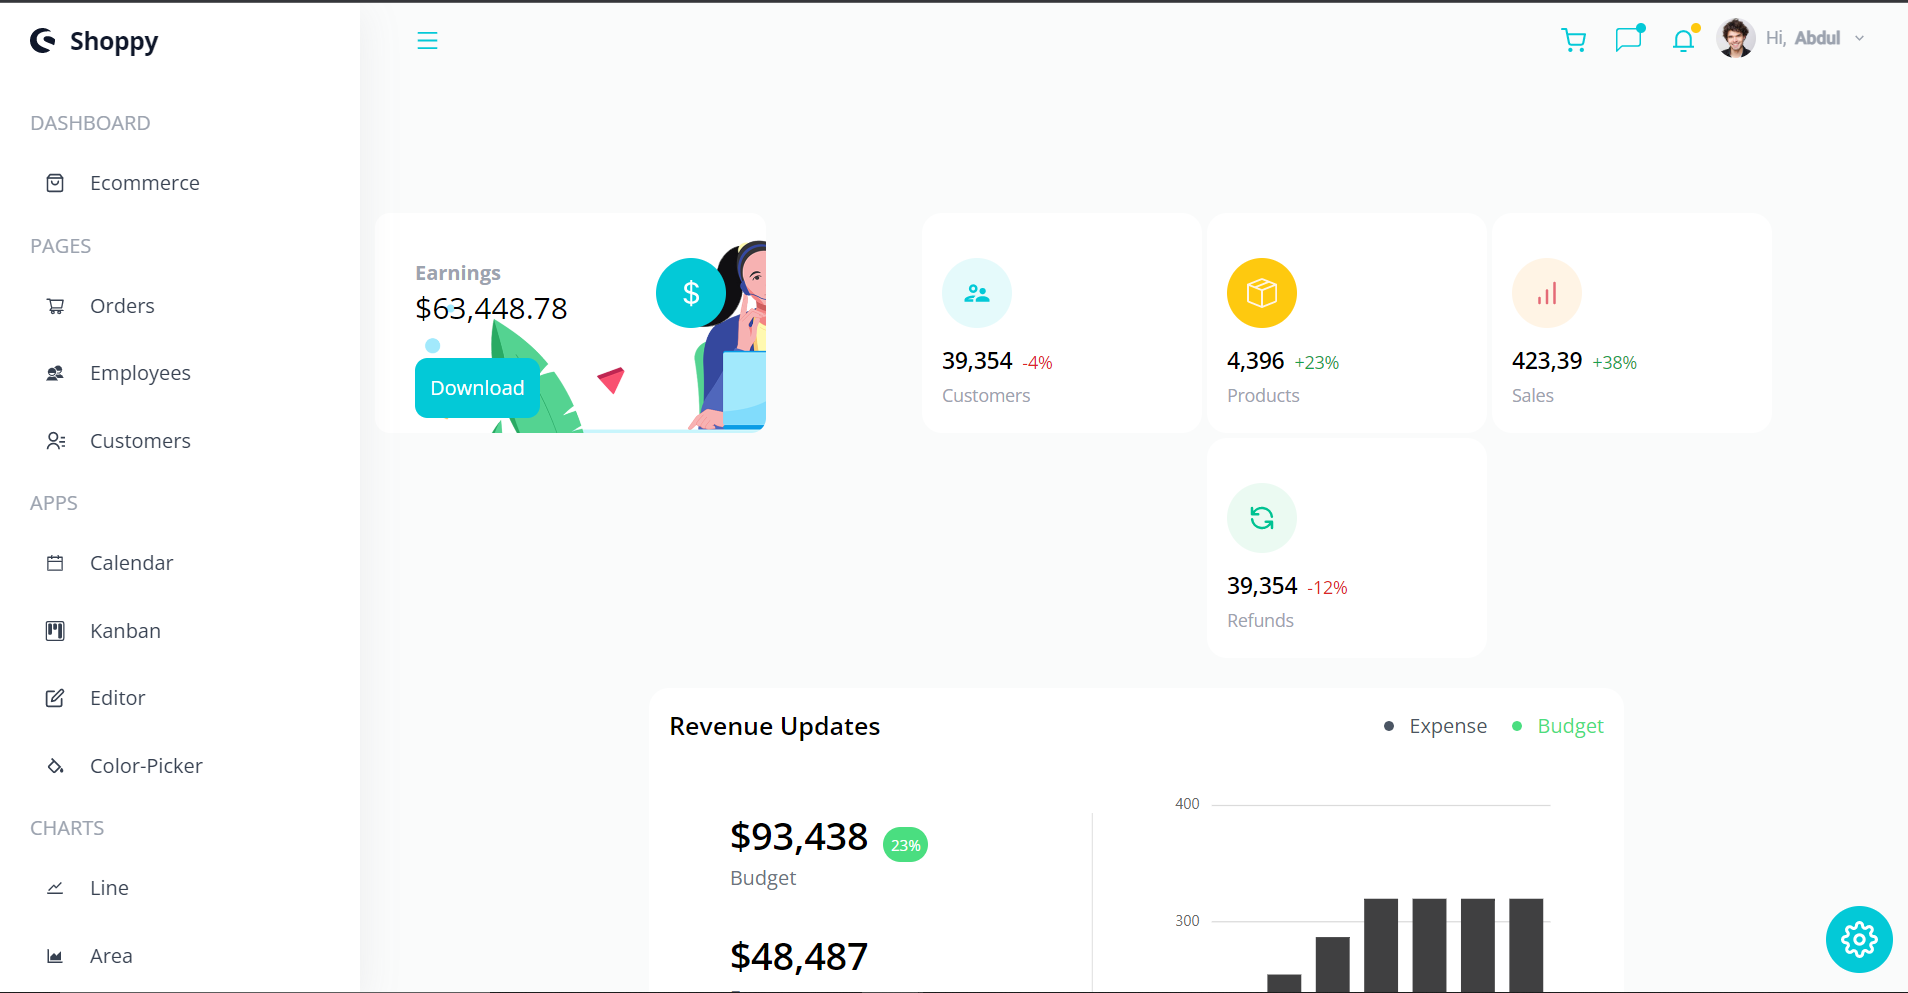 Shoppy
Hi, Abdul
DASHBOARD
Ecommerce
PAGES
Orders
Employees
Customers
APPS
Calendar
Kanban
Editor
Color-Picker
CHARTS
Line
Area
Earnings
$63,448.78
$
Download
39,354 -4%
Customers
4,396 +23%
Products
423,39 +38%
Sales
39,354 -12%
Refunds
Revenue Updates
Expense
Budget
$93,438 23%
Budget
$48,487
400
300